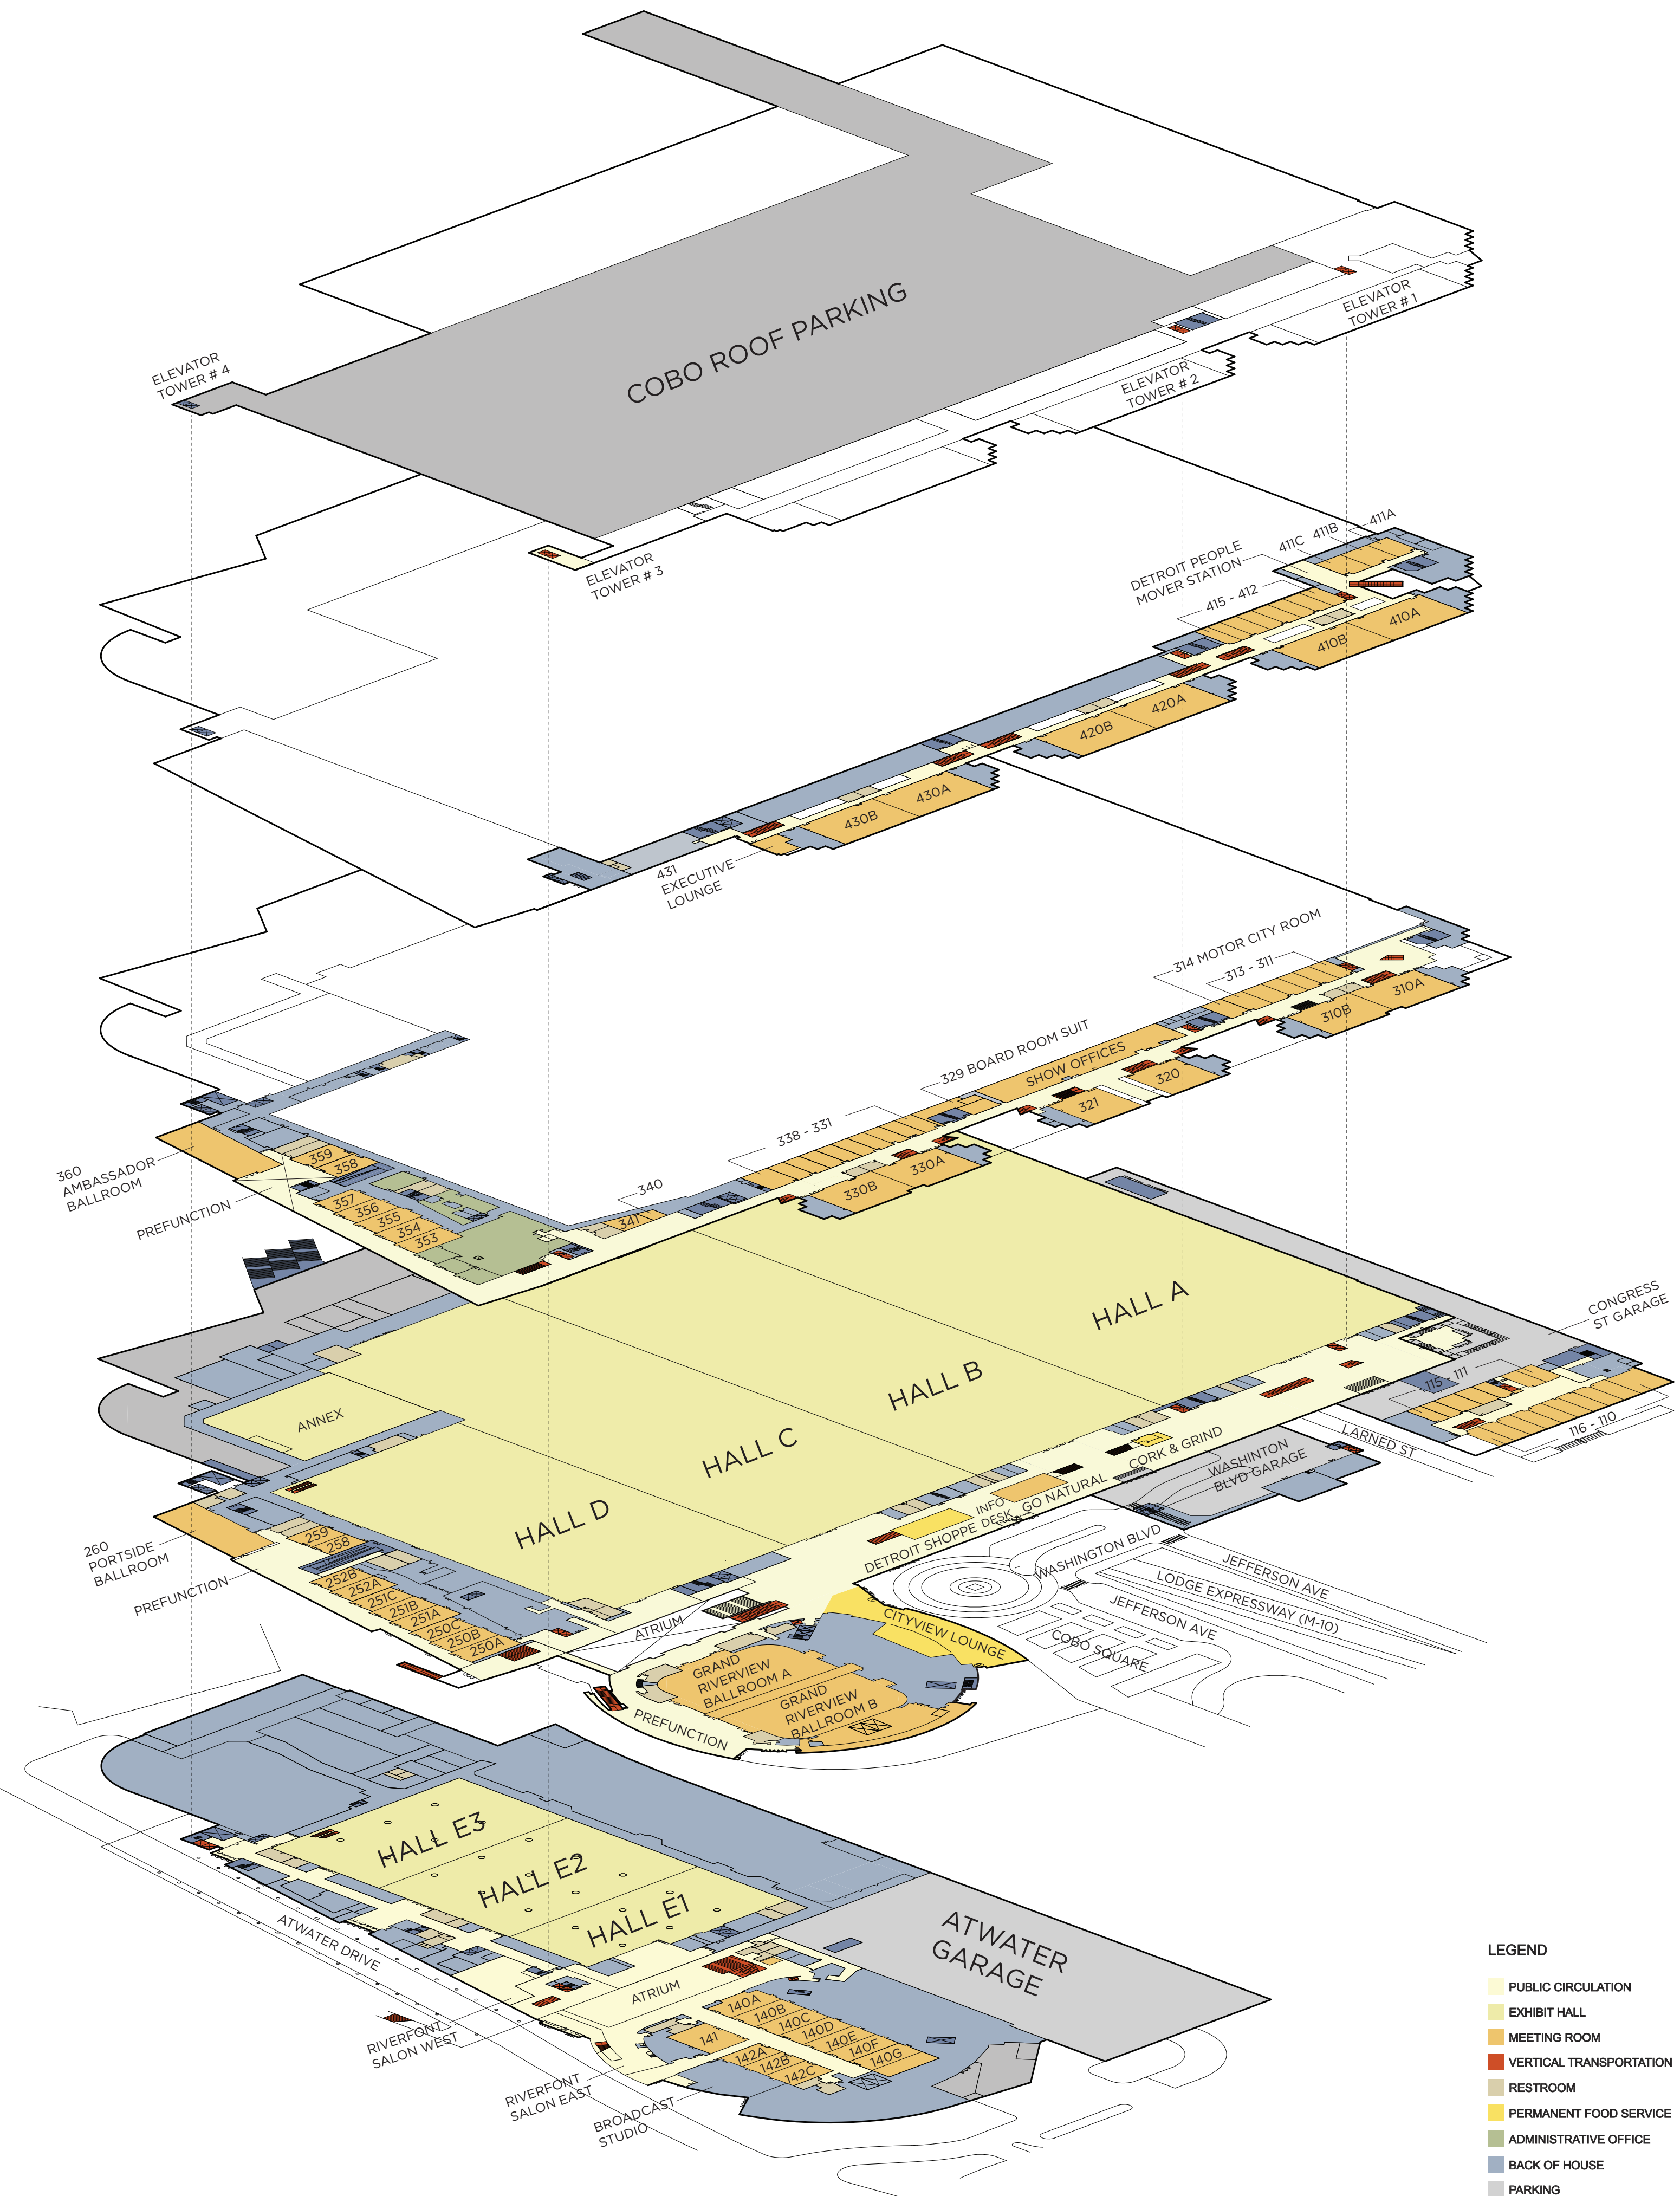 COBO ROOF PARKING
ELEVATOR
TOWER # 1
ELEVATOR
TOWER # 4
ELEVATOR
TOWER # 2
ELEVATOR
TOWER # 3
411A
411B
411C
DETROIT PEOPLE
MOVER STATION
415 - 412
410A
410B
420A
420B
430A
430B
431
EXECUTIVE
LOUNGE
314 MOTOR CITY ROOM
313 - 311
310A
310B
329 BOARD ROOM SUIT
SHOW OFFICES
320
321
338 - 331
330A
330B
340
341
360
AMBASSADOR
BALLROOM
PREFUNCTION
359
358
357
356
355
354
353
HALL A
HALL B
HALL C
HALL D
ANNEX
CONGRESS
ST GARAGE
115 - 111
116 - 110
LARNED ST
WASHINTON
BLVD GARAGE
CORK & GRIND
GO NATURAL
INFO
DESK
DETROIT SHOPPE
WASHINGTON BLVD
JEFFERSON AVE
LODGE EXPRESSWAY (M-10)
JEFFERSON AVE
COBO SQUARE
CITYVIEW LOUNGE
260
PORTSIDE
BALLROOM
PREFUNCTION
259
258
252B
252A
251C
251B
251A
250C
250B
250A
ATRIUM
GRAND
RIVERVIEW
BALLROOM A
GRAND
RIVERVIEW
BALLROOM B
PREFUNCTION
HALL E3
HALL E2
HALL E1
ATWATER
GARAGE
ATWATER DRIVE
ATRIUM
RIVERFONT
SALON WEST
RIVERFONT
SALON EAST
BROADCAST
STUDIO
140A
140B
140C
140D
140E
140F
140G
141
142A
142B
142C
LEGEND
PUBLIC CIRCULATION
EXHIBIT HALL
MEETING ROOM
VERTICAL TRANSPORTATION
RESTROOM
PERMANENT FOOD SERVICE
ADMINISTRATIVE OFFICE
BACK OF HOUSE
PARKING